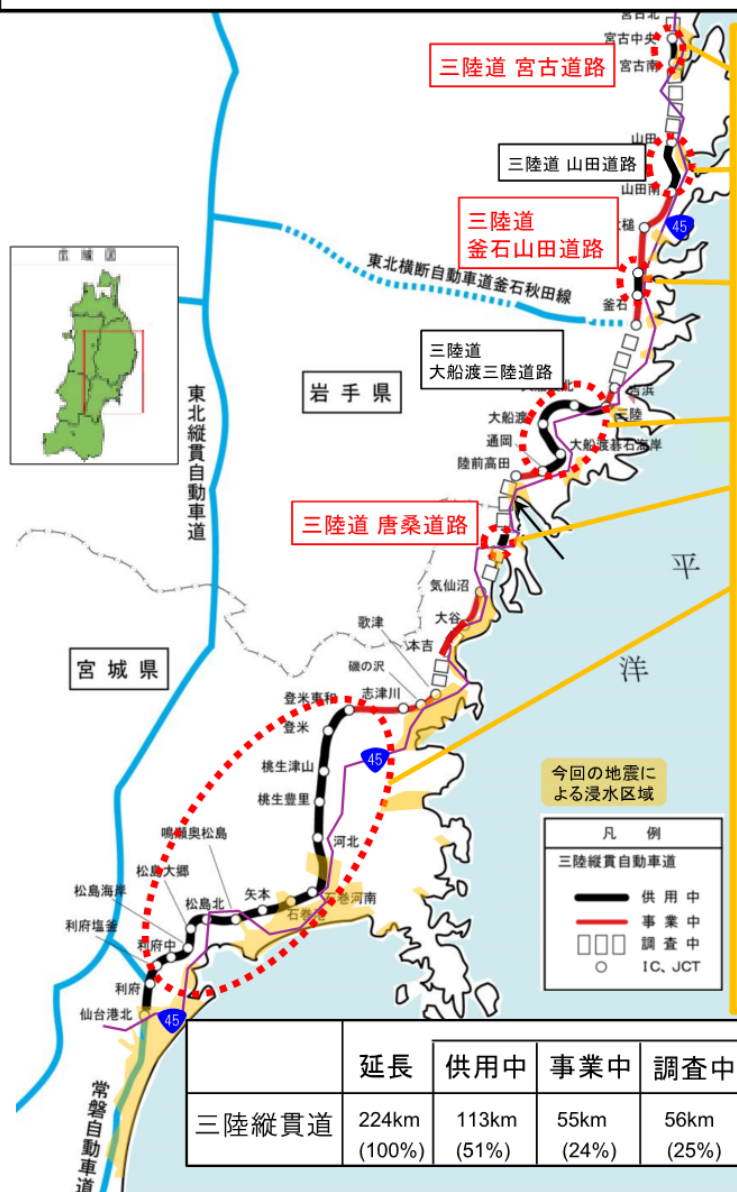 宮古中央
三陸道 宮古道路
宮古南
山田
三陸道 山田道路
山田南
三陸道
釜石山田道路
45
東北横断自動車道釜石秋田線
釜石
三陸道
大船渡三陸道路
岩手県
東北縦貫自動車道
大船渡
三陸
通岡
大船渡碁石海岸
陸前高田
三陸道 唐桑道路
平
洋
気仙沼
大谷
歌津
本吉
宮城県
磯の沢
志津川
登米東和
登米
45
桃生津山
桃生豊里
今回の地震に
よる浸水区域
鳴瀬奥松島
河北
松島大郷
松島海岸
松島北
矢本
石巻河南
利府塩釜
利府中
利府
仙台港北
45
常磐自動車道
凡 例
三陸縦貫自動車道
供用中
事業中
調査中
IC、JCT
延長 供用中 事業中 調査中
三陸縦貫道 224km 113km 55km 56km
(100%) (51%) (24%) (25%)